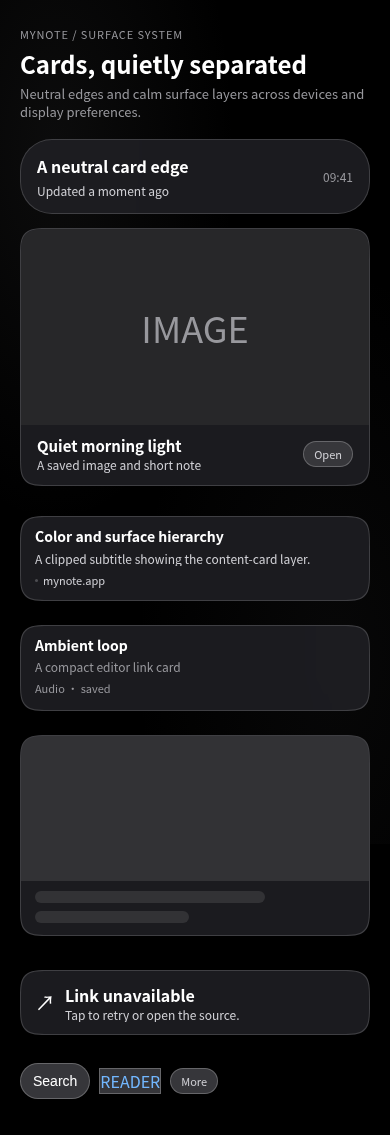 MYNOTE / SURFACE SYSTEM
Cards, quietly separated
Neutral edges and calm surface layers across devices and
display preferences.
A neutral card edge
Updated a moment ago
09:41
IMAGE
Quiet morning light
A saved image and short note
Open
Color and surface hierarchy
A clipped subtitle showing the content-card layer.
• mynote.app
Ambient loop
A compact editor link card
Audio • saved
↗ Link unavailable
Tap to retry or open the source.
Search READER More